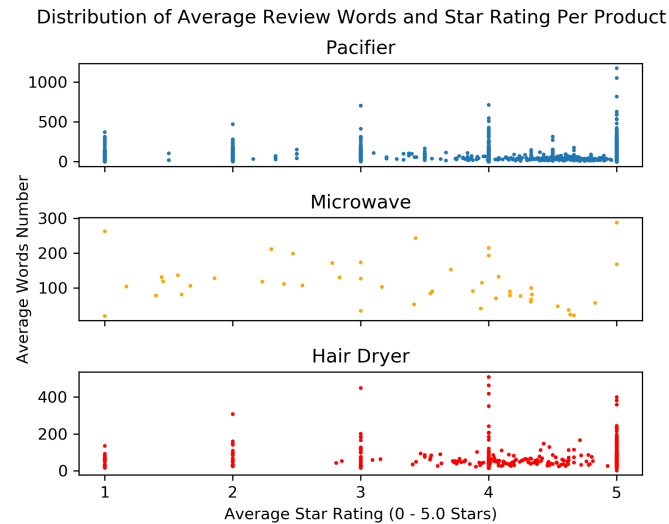 Distribution of Average Review Words and Star Rating Per Product
Pacifier
1000
500
0
Microwave
300
200
100
Average Words Number
Hair Dryer
400
200
0
1 2 3 4 5
Average Star Rating (0 - 5.0 Stars)